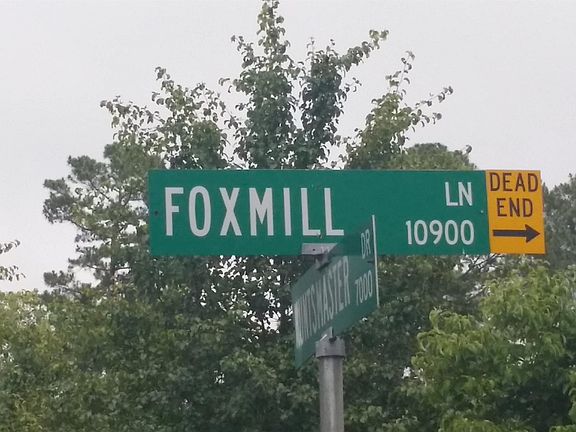 FOXMILL LN
10900
DEAD
END
DR
7000